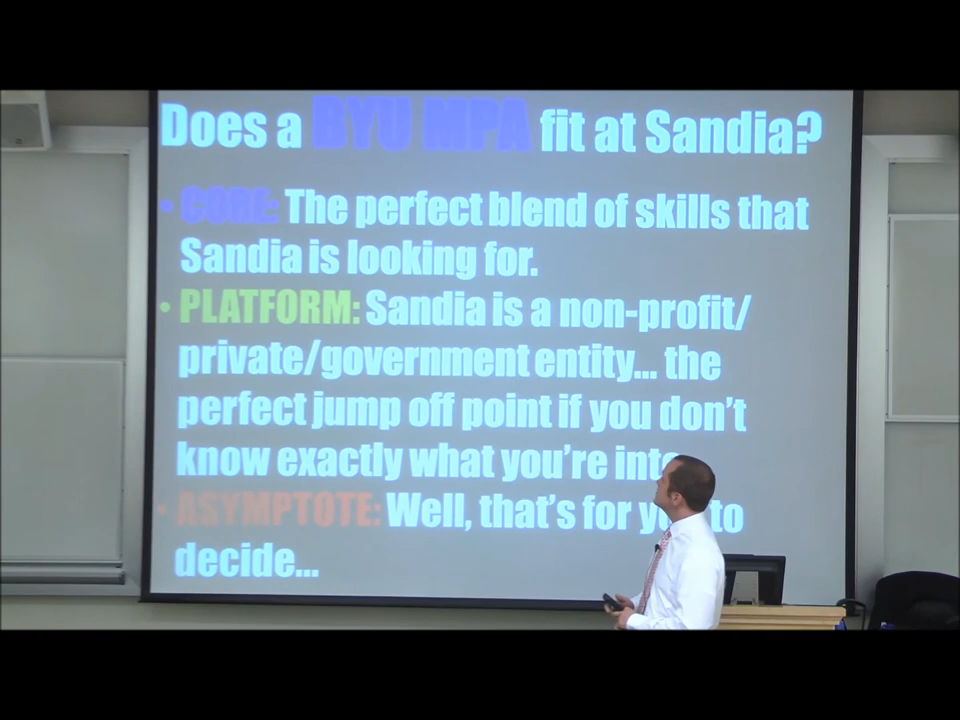 Does a BYU MPA fit at Sandia?
• CORE: The perfect blend of skills that
Sandia is looking for.
• PLATFORM: Sandia is a non-profit/
private/government entity... the
perfect jump off point if you don't
know exactly what you're into
• ASYMPTOTE: Well, that's for you to
decide...